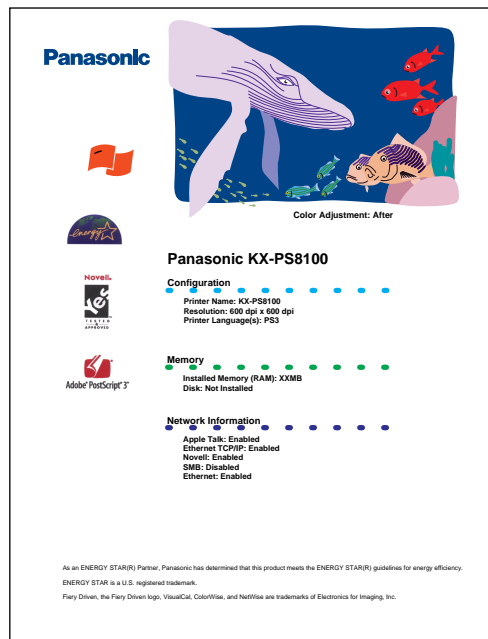 Panasonic
Color Adjustment: After
energy
Panasonic KX-PS8100
Novell.
Yes
TESTED
&
APPROVED
Configuration
Printer Name: KX-PS8100
Resolution: 600 dpi x 600 dpi
Printer Language(s): PS3
Adobe® PostScript® 3™
Memory
Installed Memory (RAM): XXMB
Disk: Not Installed
Network Information
Apple Talk: Enabled
Ethernet TCP/IP: Enabled
Novell: Enabled
SMB: Disabled
Ethernet: Enabled
As an ENERGY STAR(R) Partner, Panasonic has determined that this product meets the ENERGY STAR(R) guidelines for energy efficiency.
ENERGY STAR is a U.S. registered trademark.
Fiery Driven, the Fiery Driven logo, VisualCal, ColorWise, and NetWise are trademarks of Electronics for Imaging, Inc.